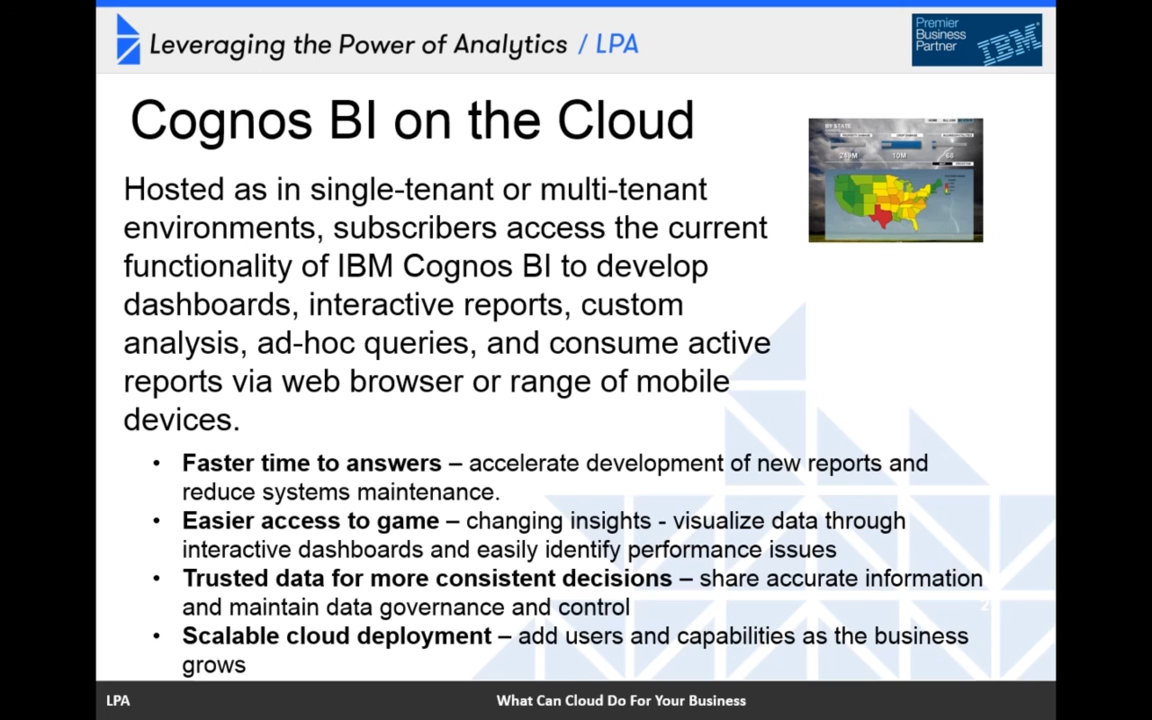 Leveraging the Power of Analytics / LPA
Premier
Business
Partner
IBM
Cognos BI on the Cloud
BY STATE
249M
10M
68
Hosted as in single-tenant or multi-tenant
environments, subscribers access the current
functionality of IBM Cognos BI to develop
dashboards, interactive reports, custom
analysis, ad-hoc queries, and consume active
reports via web browser or range of mobile
devices.
• Faster time to answers – accelerate development of new reports and
reduce systems maintenance.
• Easier access to game – changing insights - visualize data through
interactive dashboards and easily identify performance issues
• Trusted data for more consistent decisions – share accurate information
and maintain data governance and control
2
• Scalable cloud deployment – add users and capabilities as the business
grows
LPA
What Can Cloud Do For Your Business